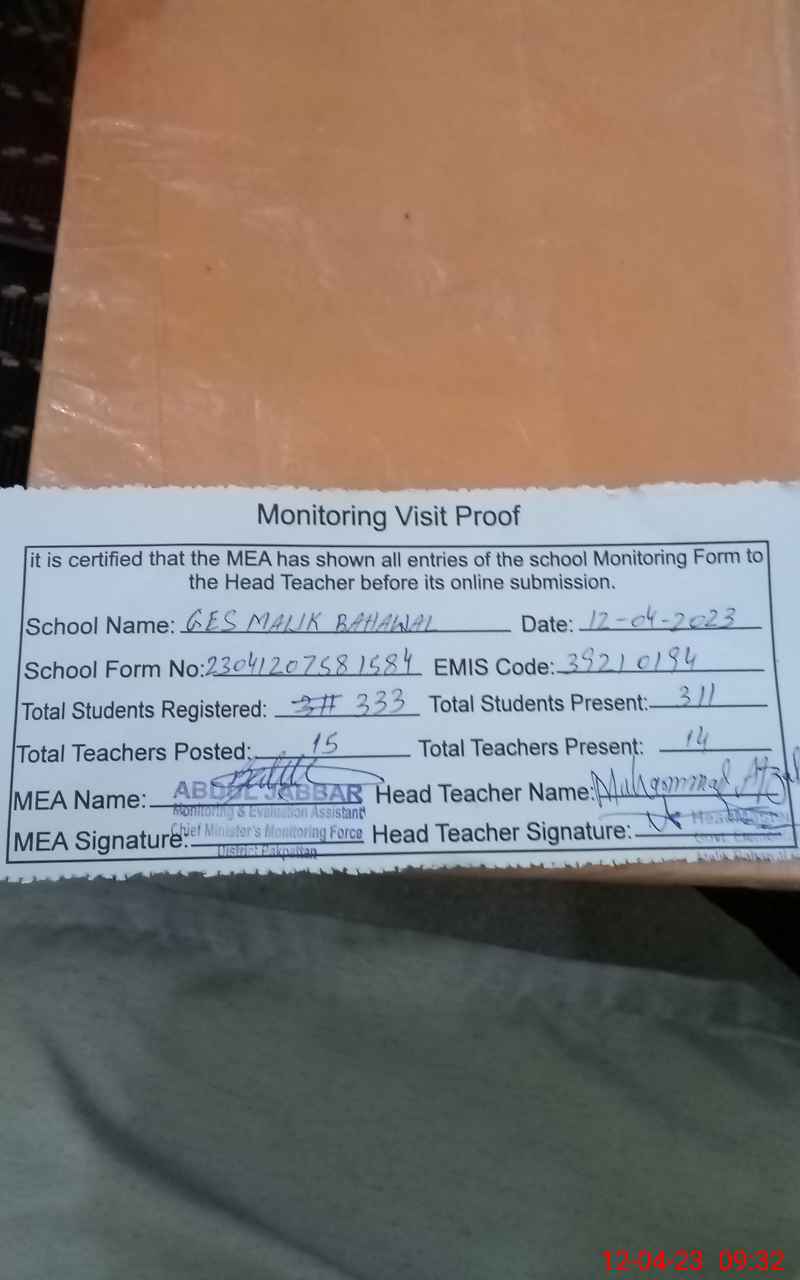 Monitoring Visit Proof
it is certified that the MEA has shown all entries of the school Monitoring Form to
the Head Teacher before its online submission.
School Name: GES MALIK BAHAWAL Date: 12-04-2023
School Form No: 23041207581584 EMIS Code: 39210194
Total Students Registered: 333 Total Students Present: 311
Total Teachers Posted: 15 Total Teachers Present: 14
MEA Name: ABDUL JABBAR Head Teacher Name: Muhammad Afzal
Monitoring & Evaluation Assistant
MEA Signature: Chief Minister's Monitoring Force Head Teacher Signature:
District Pakpattan
12-04-23 09:32